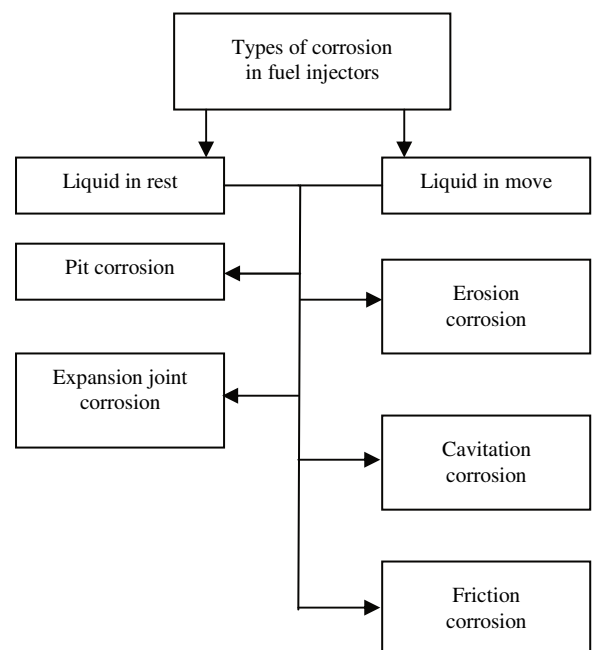 Types of corrosion
in fuel injectors
Liquid in rest
Liquid in move
Pit corrosion
Erosion
corrosion
Expansion joint
corrosion
Cavitation
corrosion
Friction
corrosion